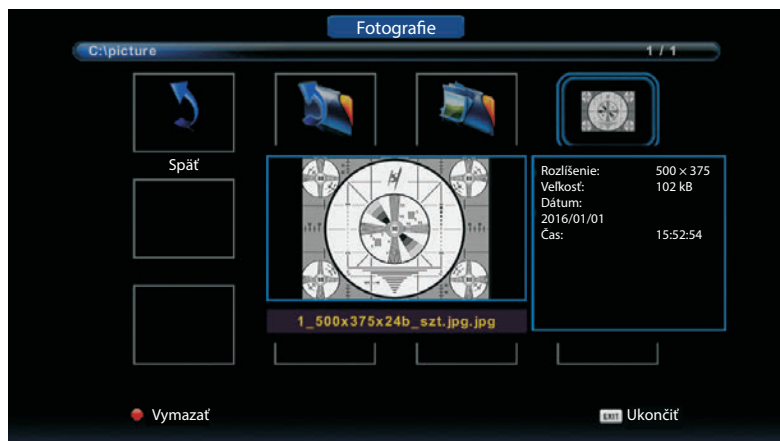 Fotografie
C:\picture 1 / 1
Späť
Rozlíšenie: 500 × 375
Veľkosť: 102 kB
Dátum:
2016/01/01
Čas: 15:52:54
1_500x375x24b_szt.jpg.jpg
Vymazať
EXIT Ukončiť